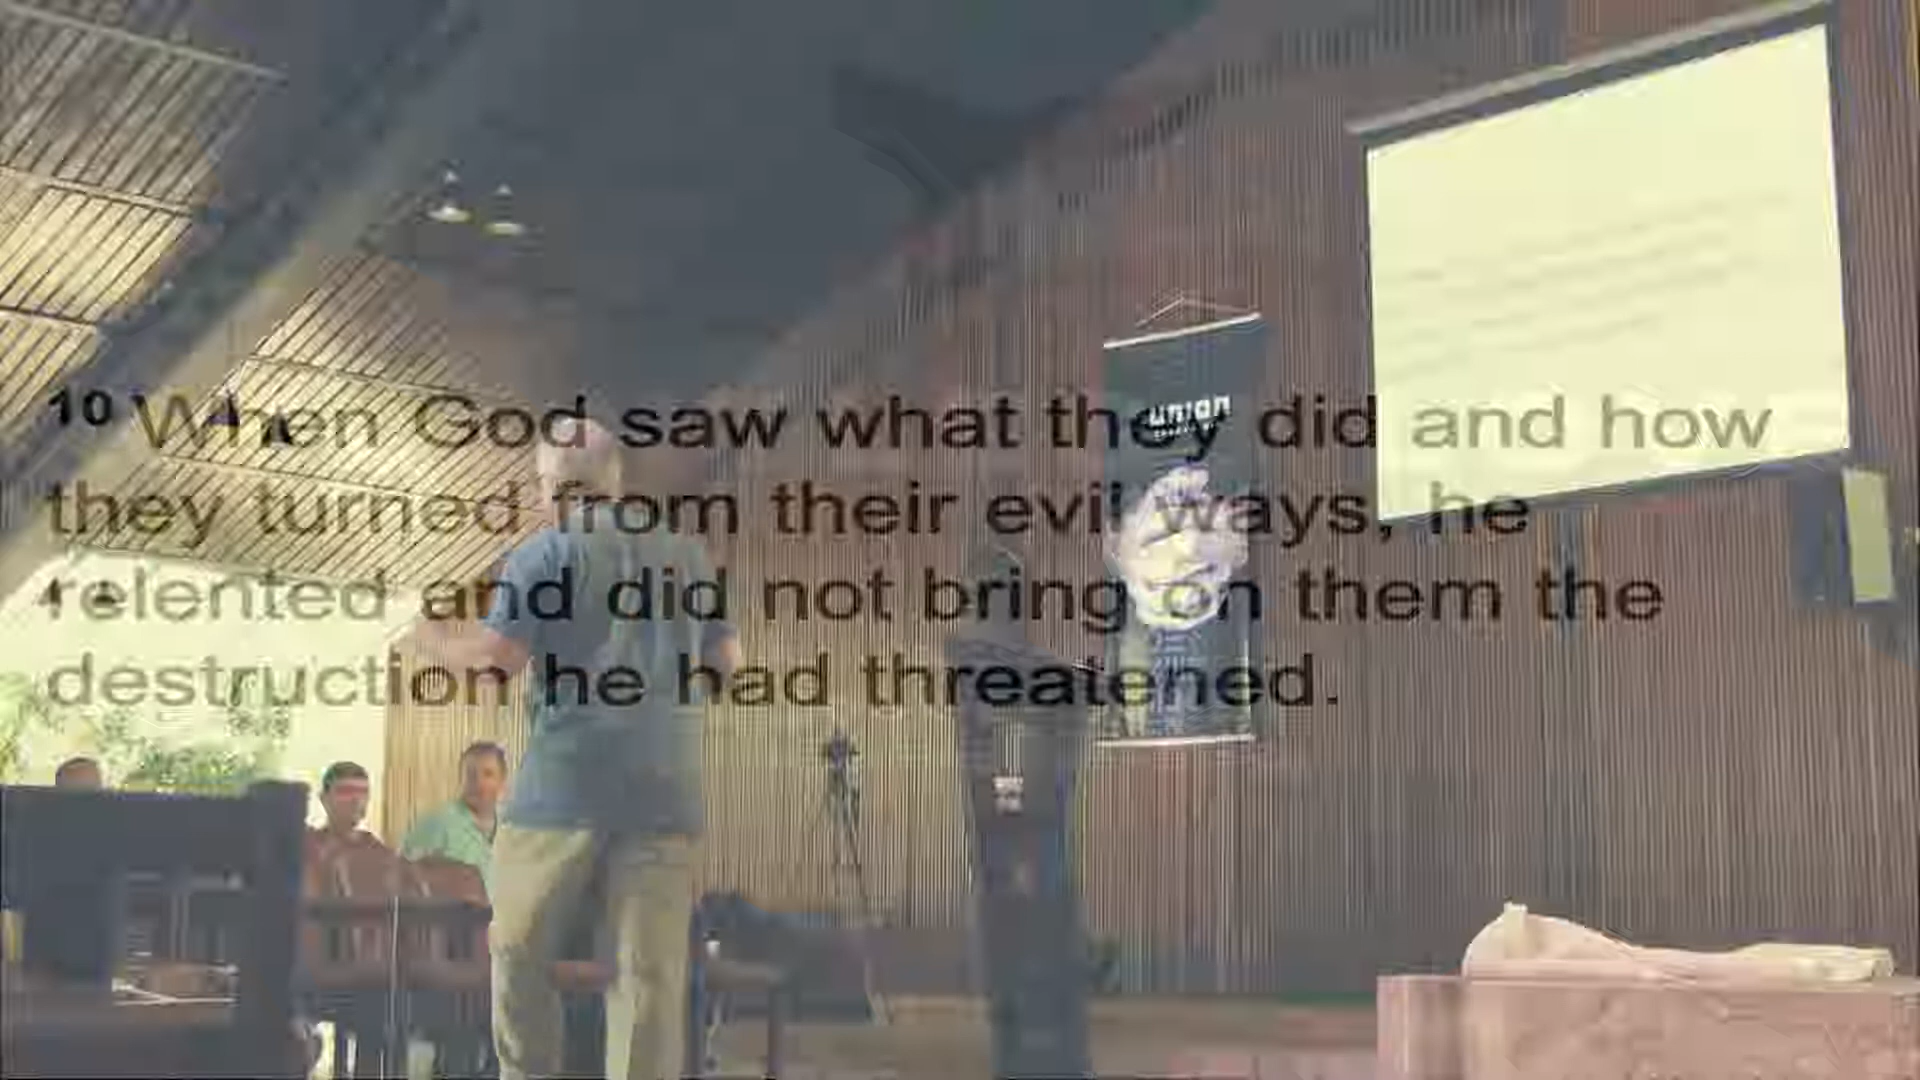 10 When God saw what they did and how
they turned from their evil ways, he
relented and did not bring on them the
destruction he had threatened.
union